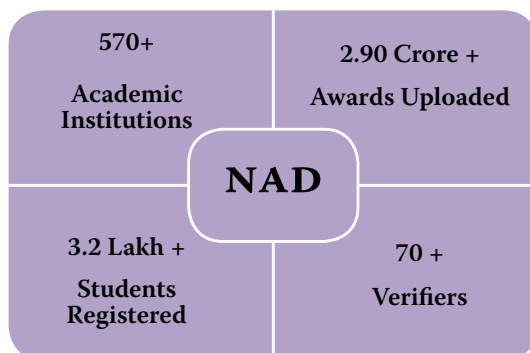 570+
Academic
Institutions
2.90 Crore +
Awards Uploaded
NAD
3.2 Lakh +
Students
Registered
70 +
Verifiers